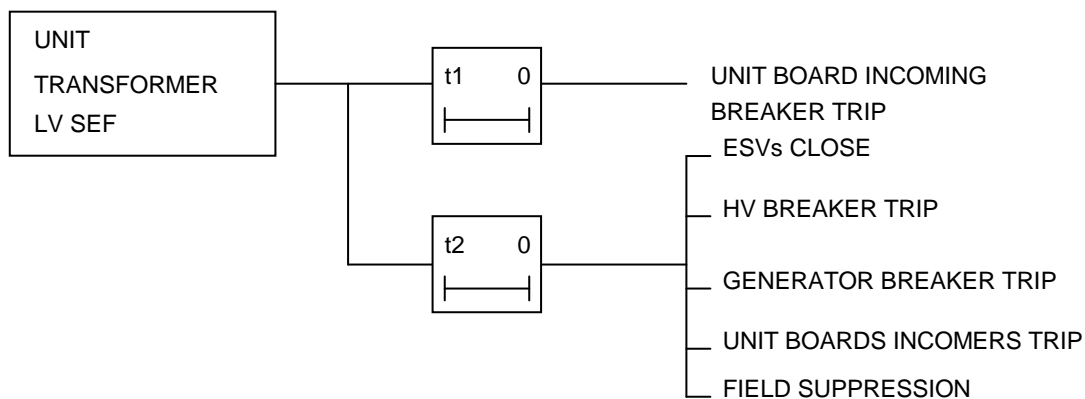 UNIT
TRANSFORMER
LV SEF
t1 0
UNIT BOARD INCOMING
BREAKER TRIP
ESVs CLOSE
HV BREAKER TRIP
t2 0
GENERATOR BREAKER TRIP
UNIT BOARDS INCOMERS TRIP
FIELD SUPPRESSION